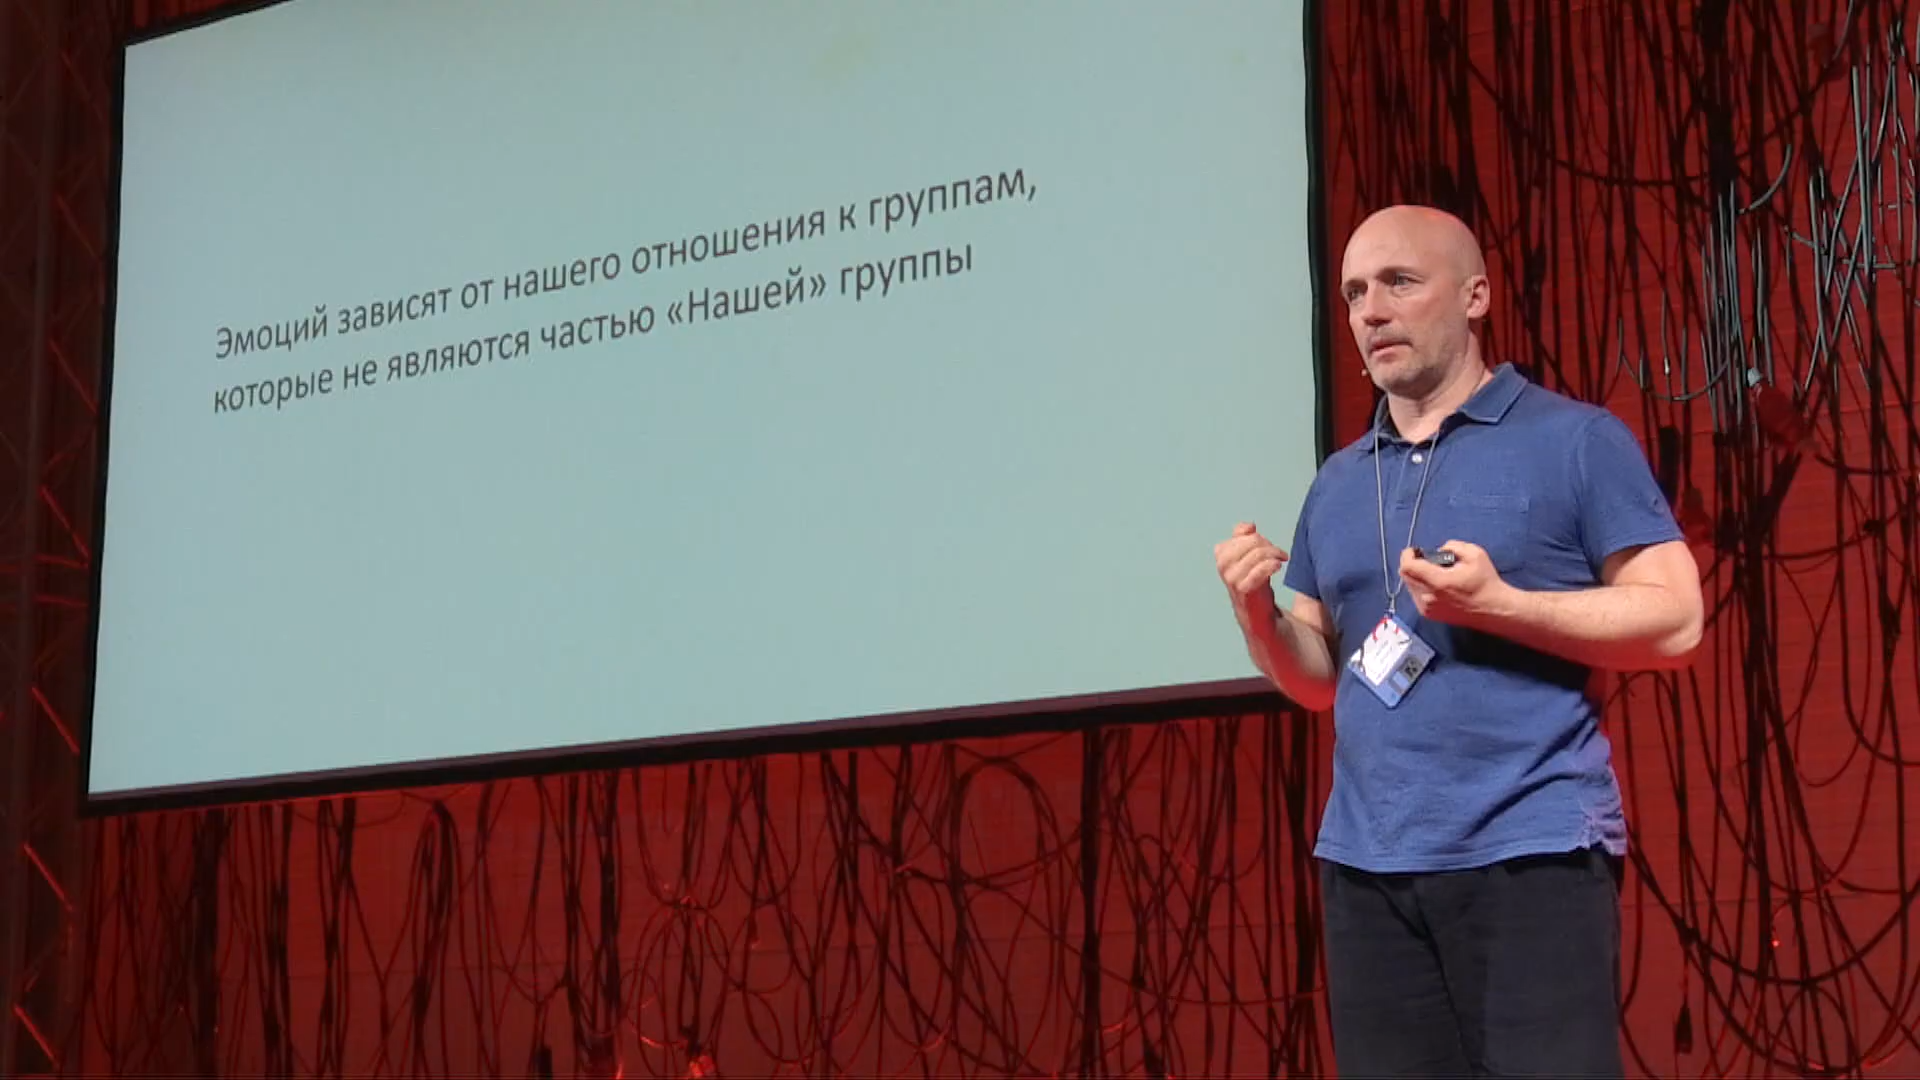 Эмоций зависят от нашего отношения к группам,
которые не являются частью «Нашей» группы